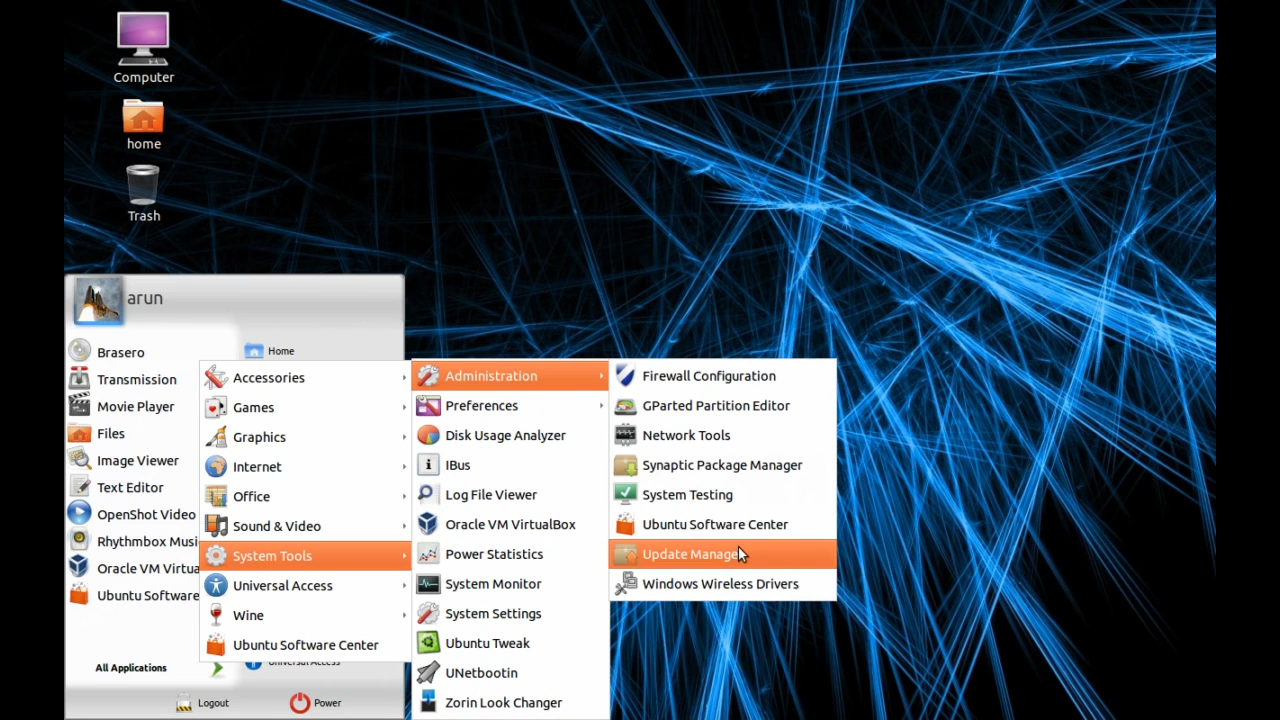 Computer
home
Trash
arun
Brasero
Transmission
Movie Player
Files
Image Viewer
Text Editor
OpenShot Video
Rhythmbox Musi
Oracle VM Virtua
Ubuntu Software
All Applications
Home
Universal Access
Logout
Power
Accessories
Games
Graphics
Internet
Office
Sound & Video
System Tools
Universal Access
Wine
Ubuntu Software Center
Administration
Preferences
Disk Usage Analyzer
IBus
Log File Viewer
Oracle VM VirtualBox
Power Statistics
System Monitor
System Settings
Ubuntu Tweak
UNetbootin
Zorin Look Changer
Firewall Configuration
GParted Partition Editor
Network Tools
Synaptic Package Manager
System Testing
Ubuntu Software Center
Update Manager
Windows Wireless Drivers